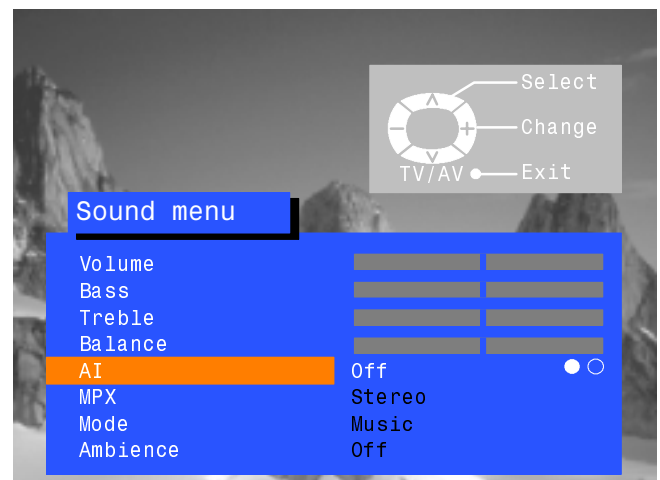 Select
Change
TV/AV Exit
Sound menu
Volume
Bass
Treble
Balance
AI Off
MPX Stereo
Mode Music
Ambience Off